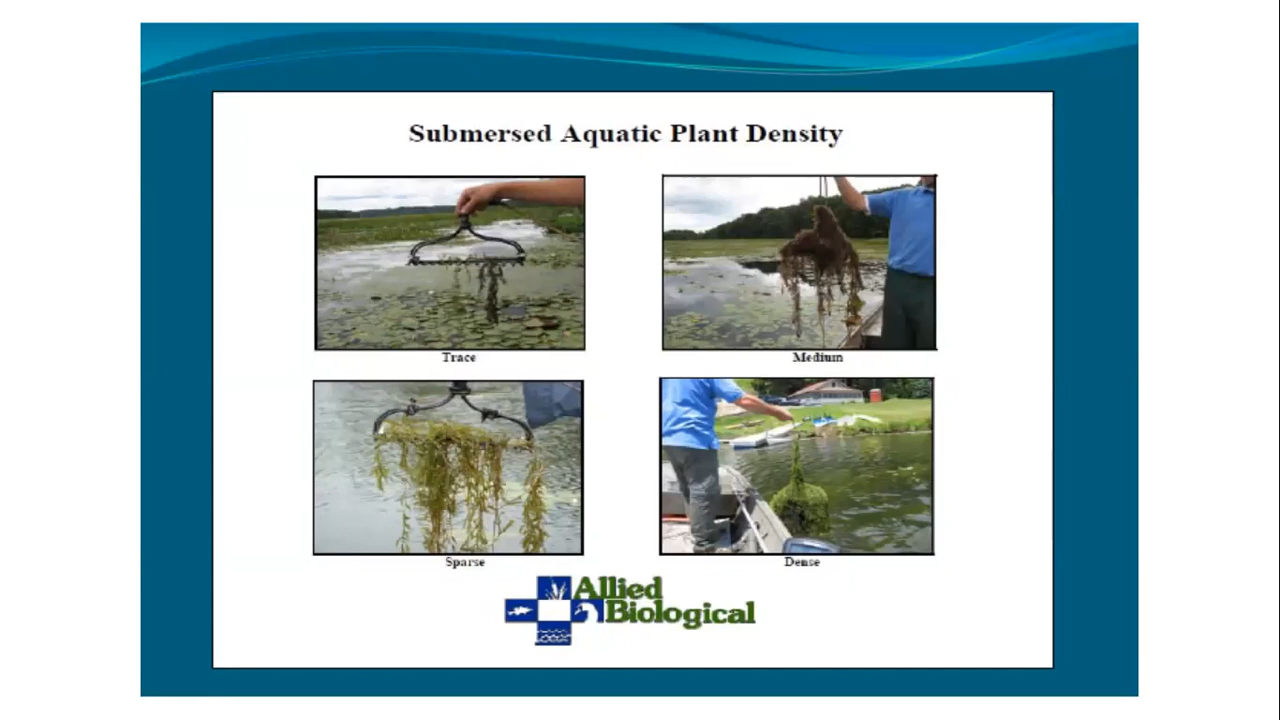 Submersed Aquatic Plant Density
Trace
Medium
Sparse
Dense
Allied
Biological